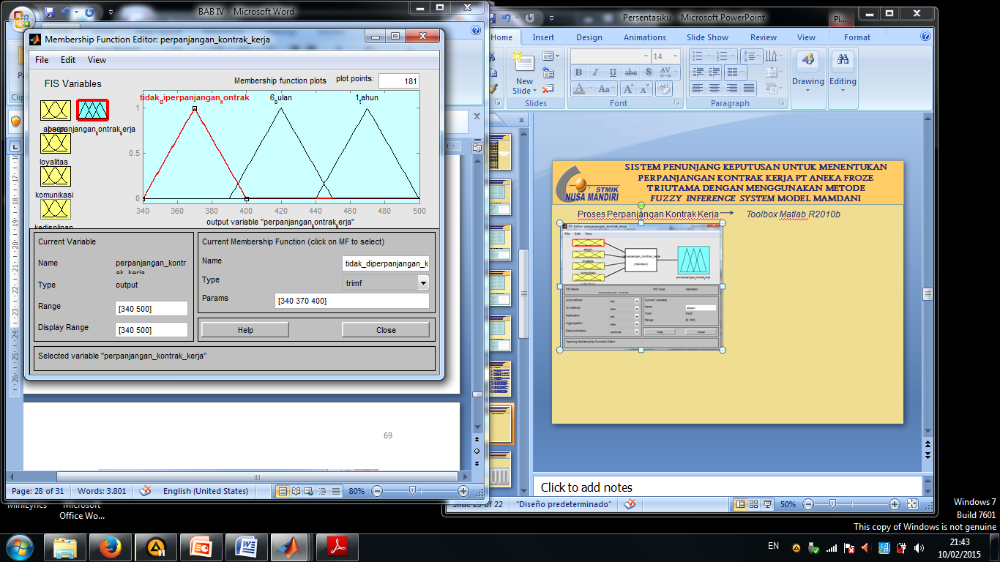 BAB IV - Microsoft Word
Membership Function Editor: perpanjangan_kontrak_kerja
File Edit View
FIS Variables
Membership function plots
plot points:
181
tidak_diperpanjangan_kontrak
6_bulan
1_tahun
1
0.5
0
340 360 380 400 420 440 460 480 500
output variable "perpanjangan_kontrak_kerja"
absen
perpanjangan_kontrak_kerja
loyalitas
komunikasi
Current Variable
Name perpanjangan_kontr
ak_kerja
Type output
Range [340 500]
Display Range [340 500]
Current Membership Function (click on MF to select)
Name tidak_diperpanjangan_k
Type trimf
Params [340 370 400]
Help Close
Selected variable "perpanjangan_kontrak_kerja"
69
Page: 28 of 31 Words: 3.801 English (United States) 80%
Persentasiku - Microsoft PowerPoint
Pi...
Home Insert Design Animations Slide Show Review View Format
New
Slide
14
Drawing
Editing
Slides Font Paragraph
SISTEM PENUNJANG KEPUTUSAN UNTUK MENENTUKAN
PERPANJANGAN KONTRAK KERJA PT ANEKA FROZE
TRIUTAMA DENGAN MENGGUNAKAN METODE
FUZZY INFERENCE SYSTEM MODEL MAMDANI
STMIK
NUSA MANDIRI
Proses Perpanjangan Kontrak Kerja → Toolbox Matlab R2010b
FIS Editor: perpanjangan_kontrak_kerja
File Edit View
absen
loyalitas
komunikasi
perpanjangan_kontrak_kerja
(mamdani)
perpanjangan_kontrak_kerja
FIS Name FIS Type mamdani
And method min
Or method max
Implication min
Aggregation max
Defuzzification centroid
Current Variable
Name absen
Type input
Range
Help Close
Opening Membership Function Editor
Click to add notes
Slide 15 of 22 "Diseño predeterminado" 50%
MiniLyrics
Microsoft
Office Wo...
Windows 7
Build 7601
This copy of Windows is not genuine
EN
21:43
10/02/2015